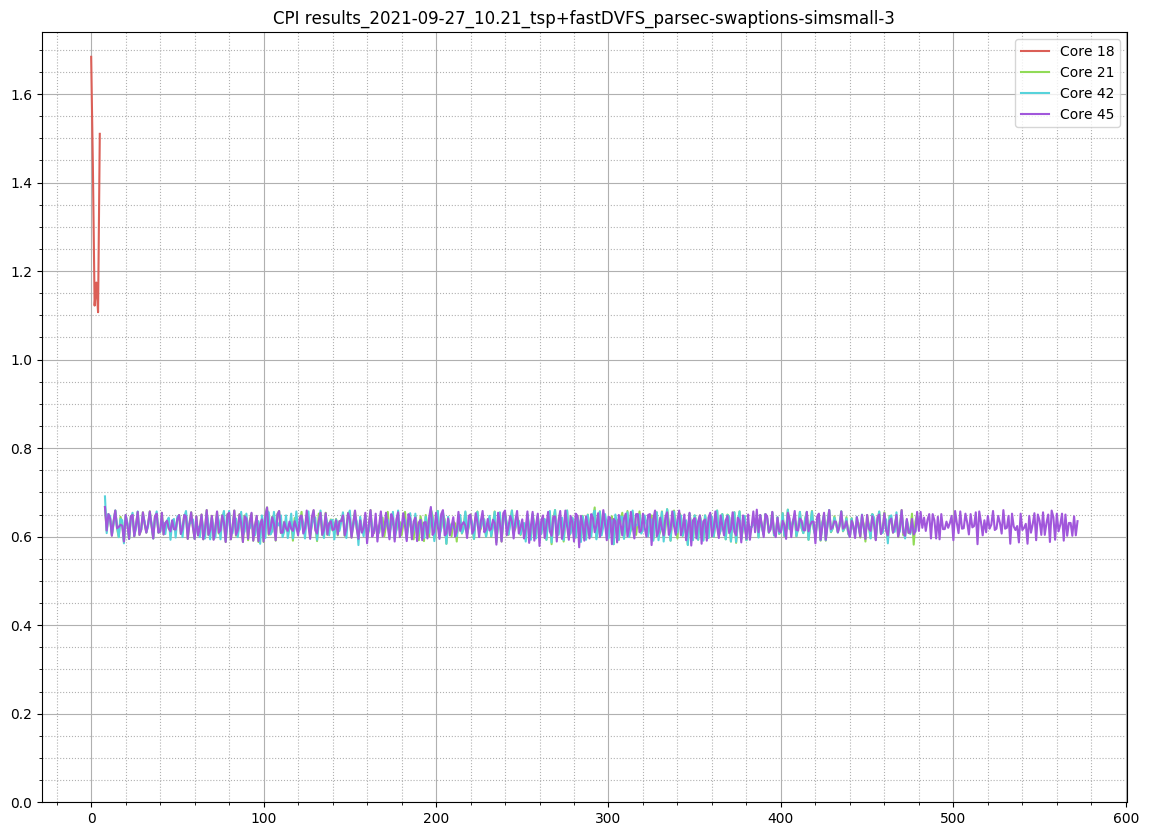 CPI results_2021-09-27_10.21_tsp+fastDVFS_parsec-swaptions-simsmall-3
Core 18
Core 21
Core 42
Core 45
1.6
1.4
1.2
1.0
0.8
0.6
0.4
0.2
0.0
0 100 200 300 400 500 600